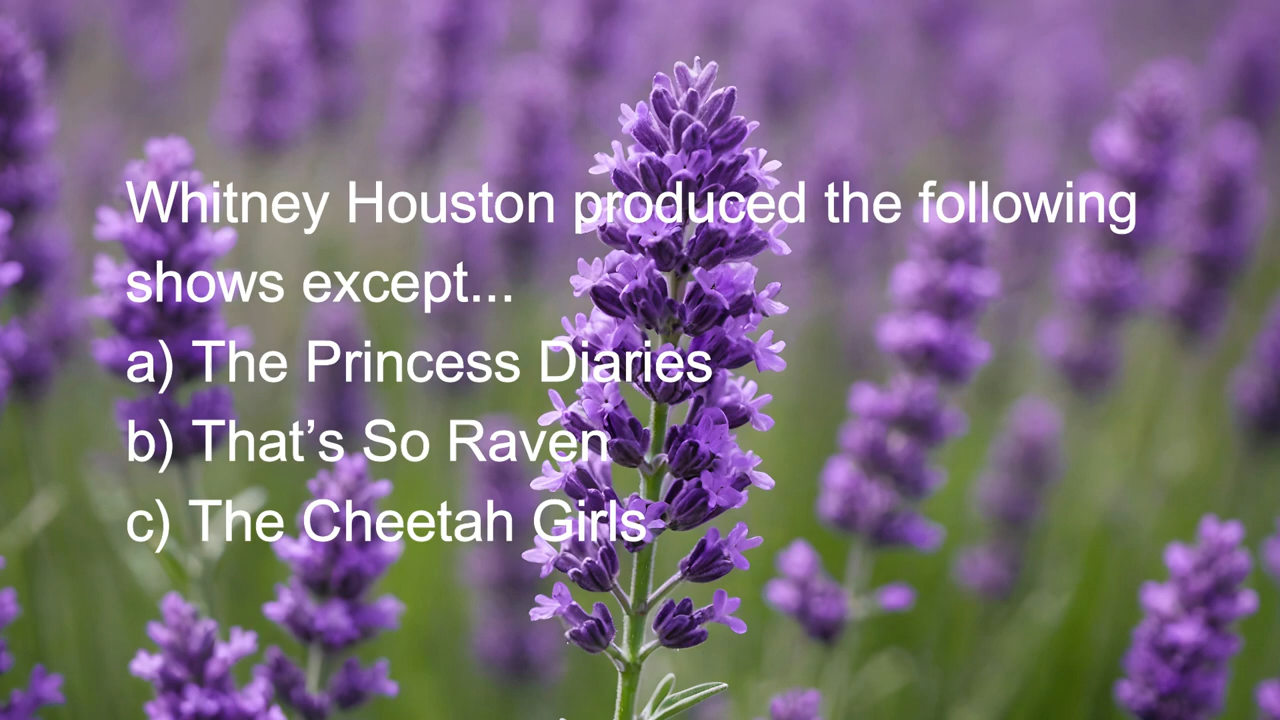 Whitney Houston produced the following
shows except...
a) The Princess Diaries
b) That’s So Raven
c) The Cheetah Girls